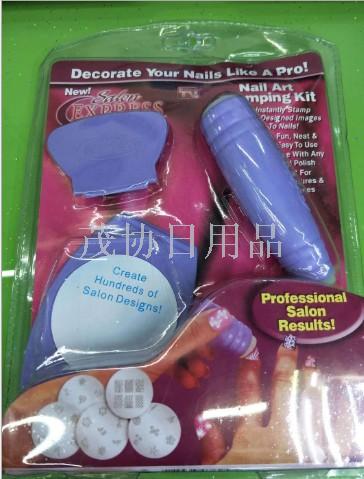 Decorate Your Nails Like A Pro!
New!
Salon
EXPRESS
Nail Art
mping Kit
Instantly Stamp
Designed Images
To Nails!
Fun, Neat &
Easy To Use
e With Any
Polish
For
ures &
茂协日用品
Create
Hundreds of
Salon Designs!
Professional
Salon
Results!